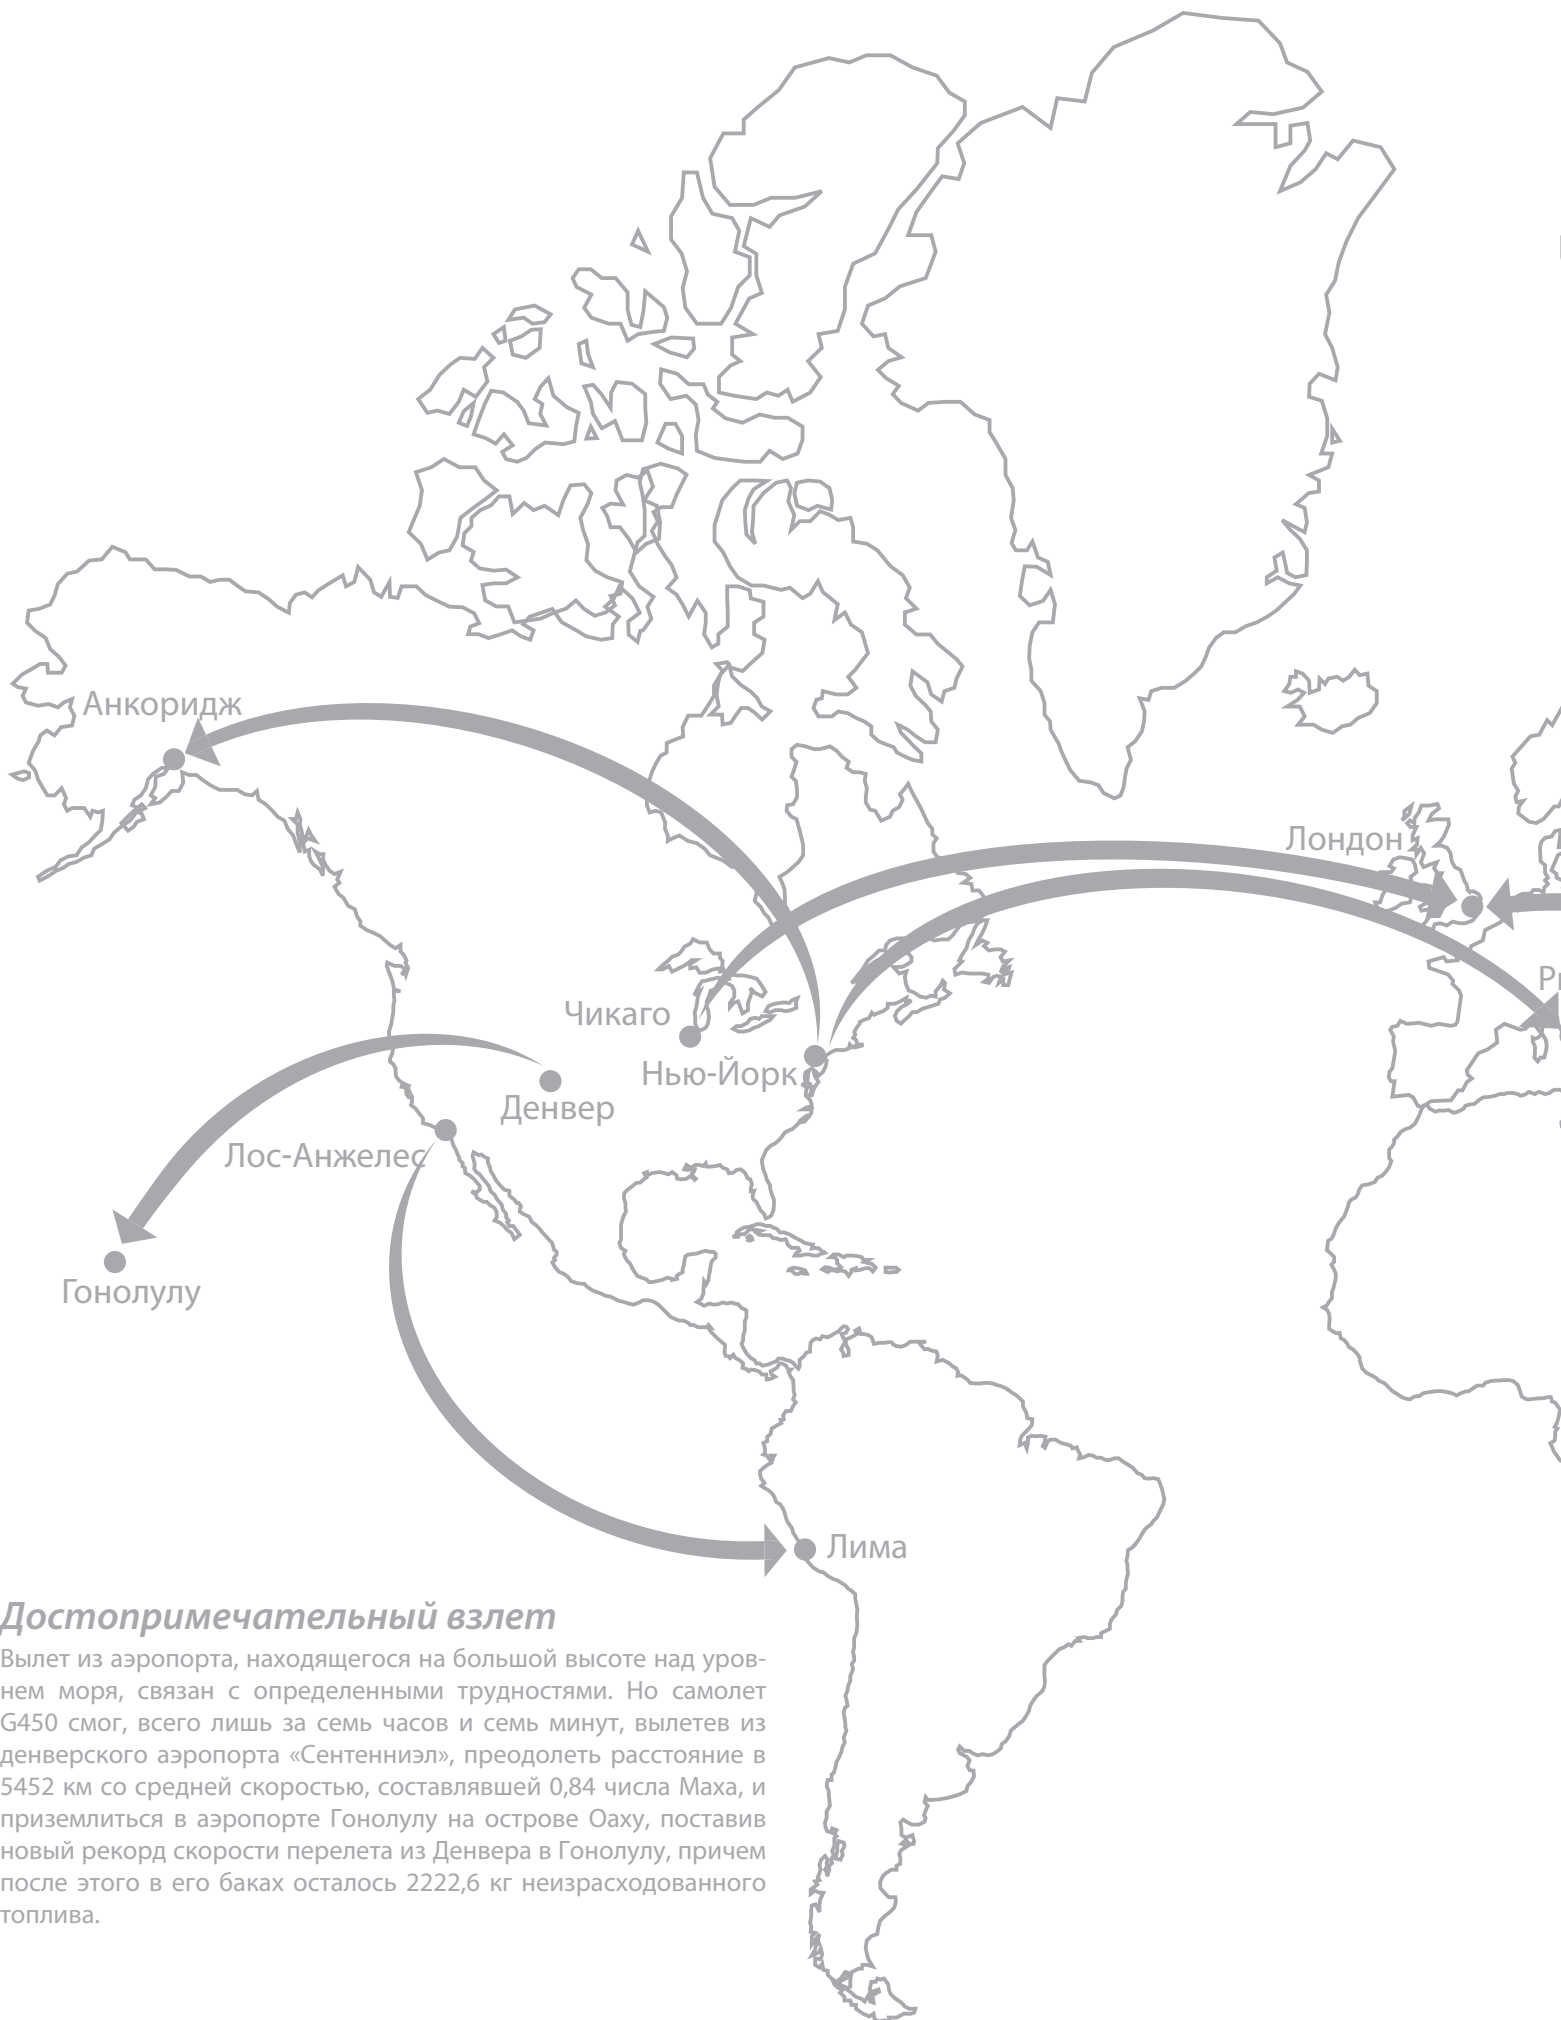 Анкоридж
Лондон
Чикаго
Нью-Йорк
Денвер
Лос-Анжелес
Гонолулу
Лима
Достопримечательный взлет
Вылет из аэропорта, находящегося на большой высоте над уров-
нем моря, связан с определенными трудностями. Но самолет
G450 смог, всего лишь за семь часов и семь минут, вылетев из
денверского аэропорта «Сентенниэл», преодолеть расстояние в
5452 км со средней скоростью, составлявшей 0,84 числа Маха, и
приземлиться в аэропорте Гонолулу на острове Оаху, поставив
новый рекорд скорости перелета из Денвера в Гонолулу, причем
после этого в его баках осталось 2222,6 кг неизрасходованного
топлива.